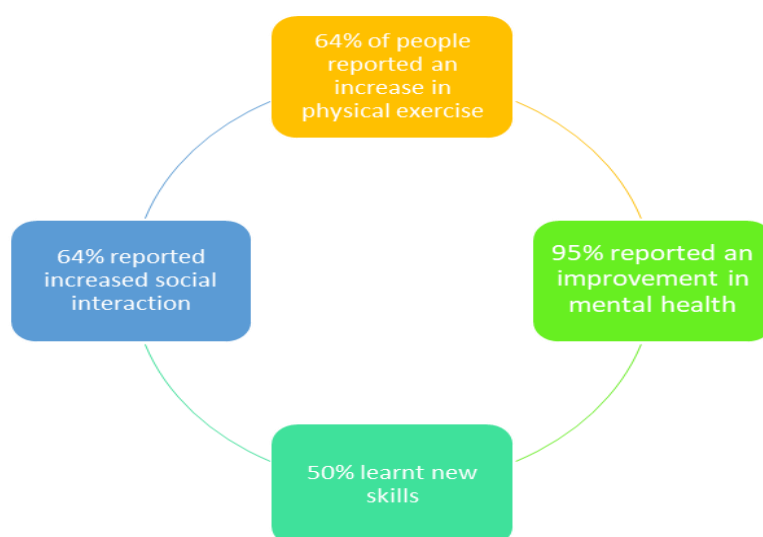 64% of people
reported an
increase in
physical exercise
95% reported an
improvement in
mental health
50% learnt new
skills
64% reported
increased social
interaction